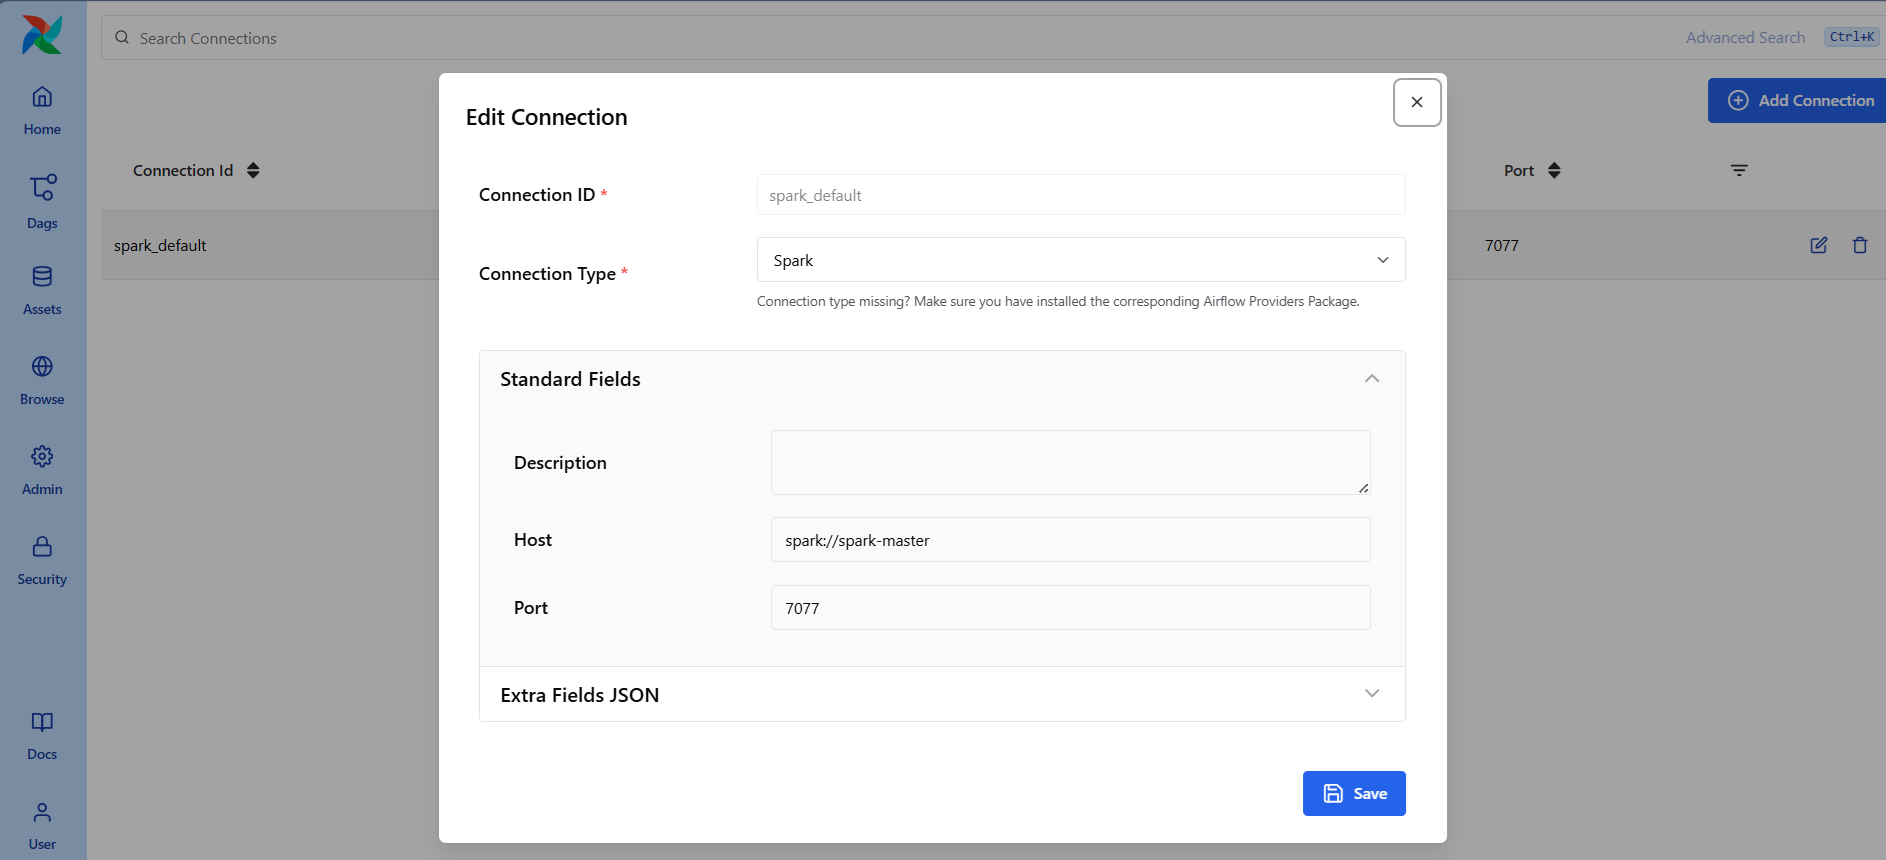 Search Connections
Advanced Search
Ctrl+K
Add Connection
Home
Dags
Assets
Browse
Admin
Security
Docs
User
Connection Id
Port
spark_default
7077
Edit Connection
Connection ID *
spark_default
Connection Type *
Spark
Connection type missing? Make sure you have installed the corresponding Airflow Providers Package.
Standard Fields
Description
Host
spark://spark-master
Port
7077
Extra Fields JSON
Save